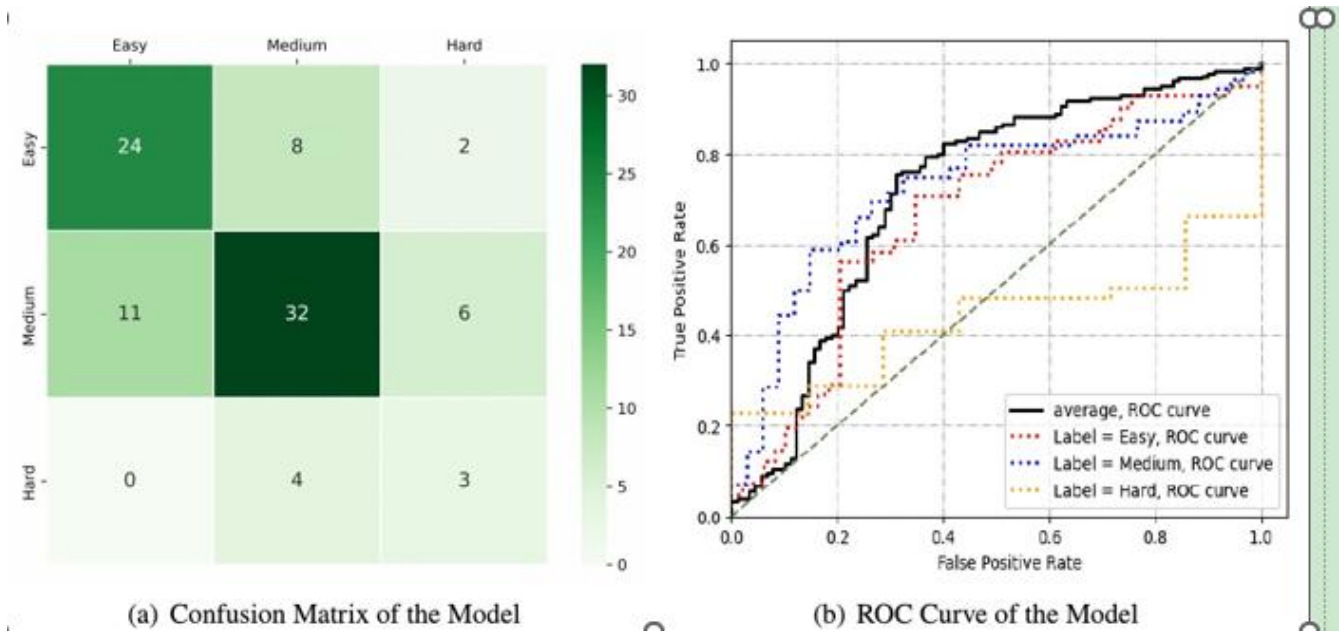 Easy Medium Hard
Easy 24 8 2
Medium 11 32 6
Hard 0 4 3
30
25
20
15
10
5
0
(a) Confusion Matrix of the Model
True Positive Rate
1.0
0.8
0.6
0.4
0.2
0.0
average, ROC curve
Label = Easy, ROC curve
Label = Medium, ROC curve
Label = Hard, ROC curve
0.0 0.2 0.4 0.6 0.8 1.0
False Positive Rate
(b) ROC Curve of the Model